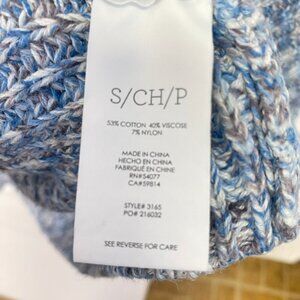 S/CH/P
53% COTTON 40% VISCOSE
7% NYLON
MADE IN CHINA
HECHO EN CHINA
FABRIQUÉ EN CHINE
RN#54077
CA#59814
STYLE# 3165
PO# 216032
SEE REVERSE FOR CARE